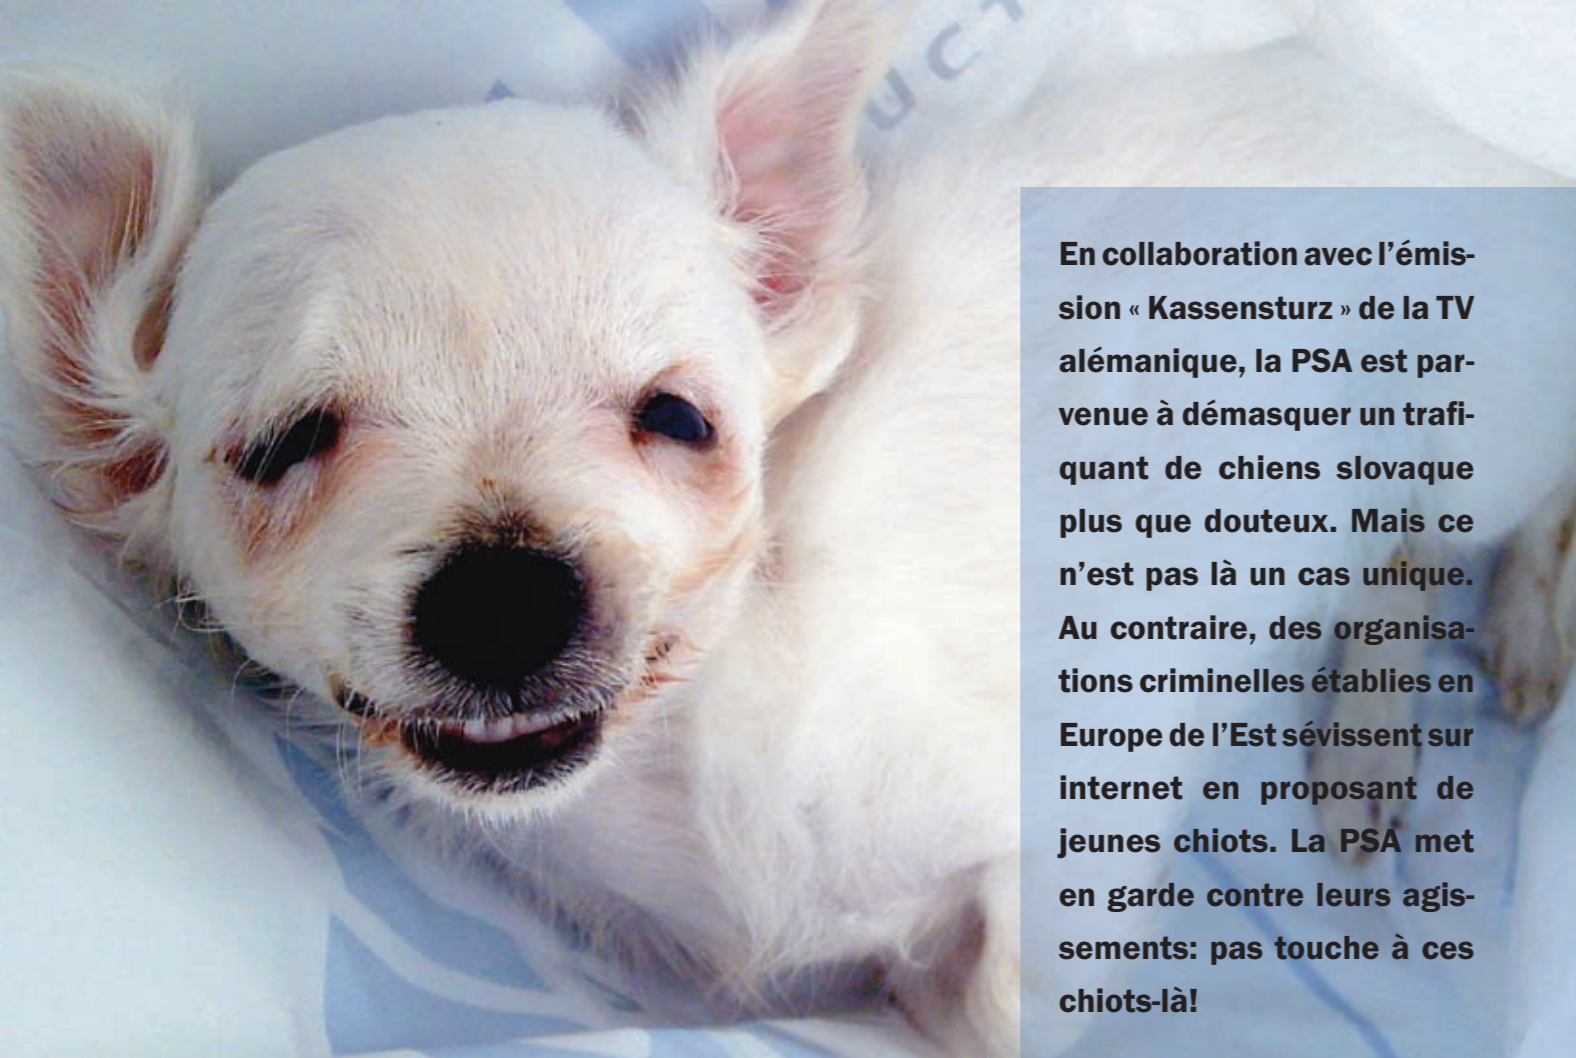 UCT
En collaboration avec l’émis-
sion « Kassensturz » de la TV
alémanique, la PSA est par-
venue à démasquer un trafi-
quant de chiens slovaque
plus que douteux. Mais ce
n’est pas là un cas unique.
Au contraire, des organisa-
tions criminelles établies en
Europe de l’Est sévissent sur
internet en proposant de
jeunes chiots. La PSA met
en garde contre leurs agis-
sements: pas touche à ces
chiots-là!